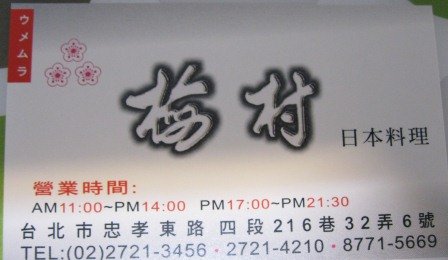 ウメムラ
梅村
日本料理
營業時間:
AM11:00~PM14:00 PM17:00~PM21:30
台北市忠孝東路四段216巷32弄6號
TEL:(02)2721-3456·2721-4210·8771-5669